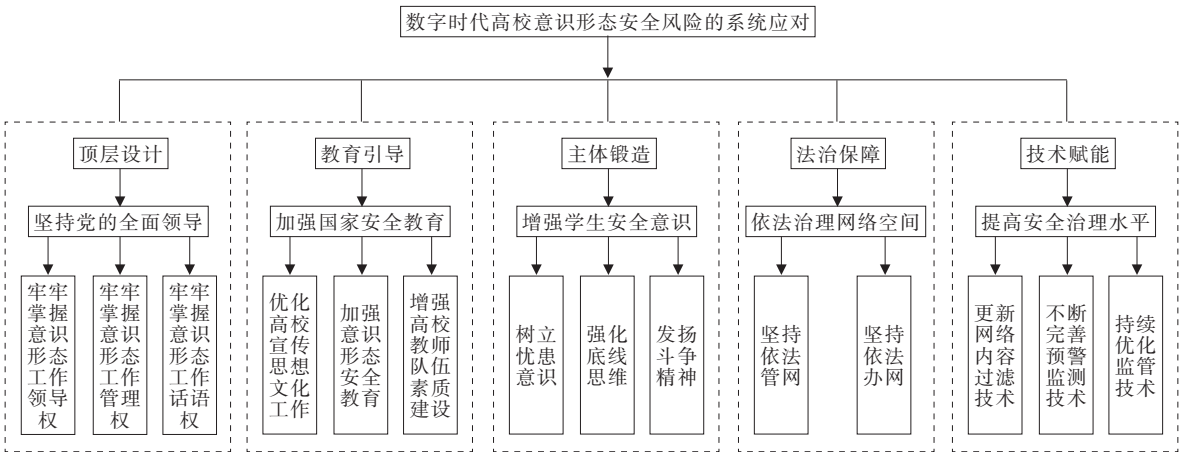 数字时代高校意识形态安全风险的系统应对
顶层设计
坚持党的全面领导
牢牢
掌握
意识
形态
工作
领导
权
牢牢
掌握
意识
形态
工作
管理
权
牢牢
掌握
意识
形态
工作
话语
权
教育引导
加强国家安全教育
优化
高校
宣传
思想
文化
工作
加强
意识
形态
安全
教育
增强
高校
教师
队伍
素质
建设
主体锻造
增强学生安全意识
树立
忧患
意识
强化
底线
思维
发扬
斗争
精神
法治保障
依法治理网络空间
坚持
依法
管网
坚持
依法
办网
技术赋能
提高安全治理水平
更新
网络
内容
过滤
技术
不断
完善
预警
监测
技术
持续
优化
监管
技术